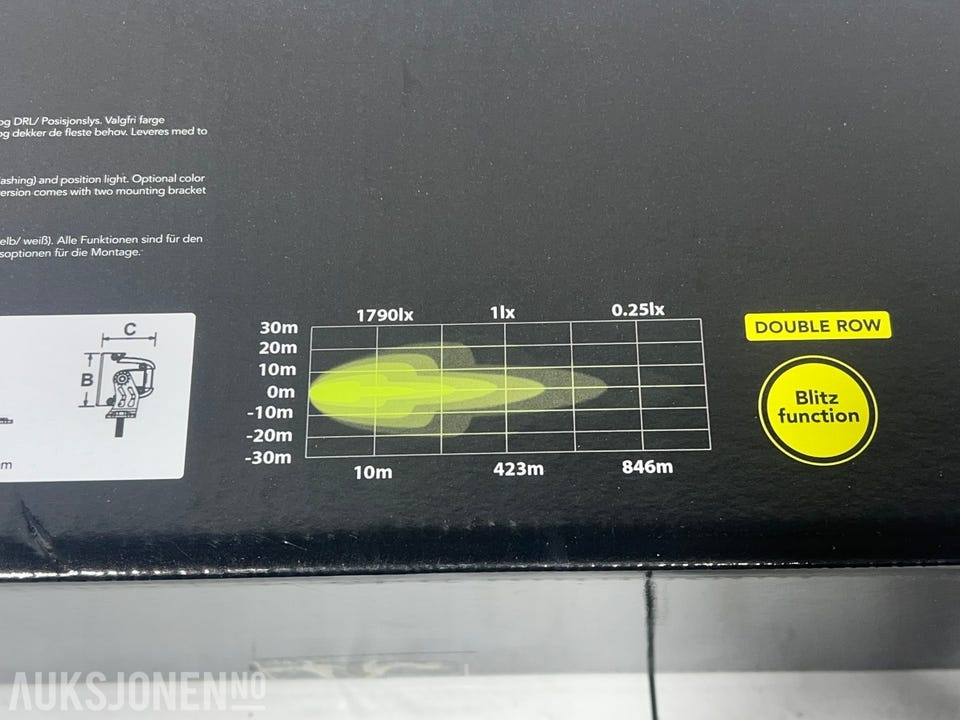 og DRL/ Posisjonslys. Valgfri farge
og dekker de fleste behov. Leveres med to
ashing) and position light. Optional color
ersion comes with two mounting bracket
elb/ weiß). Alle Funktionen sind für den
soptionen für die Montage.
C
B
m
1790lx 1lx 0.25lx
30m
20m
10m
0m
-10m
-20m
-30m
10m 423m 846m
DOUBLE ROW
Blitz
function
AUKSJONEN NO